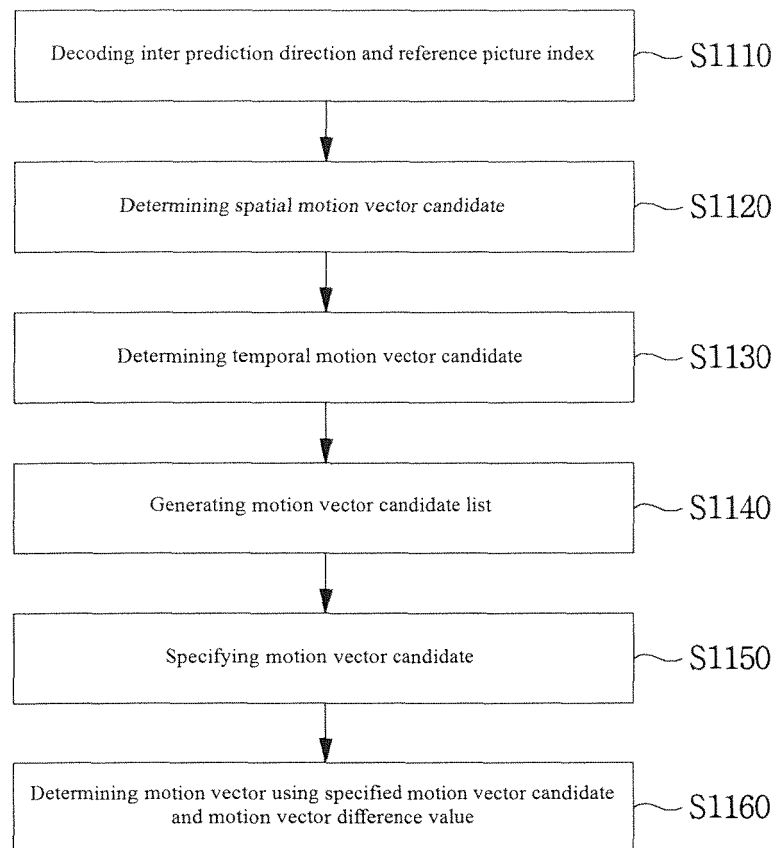 Decoding inter prediction direction and reference picture index
S1110
Determining spatial motion vector candidate
S1120
Determining temporal motion vector candidate
S1130
Generating motion vector candidate list
S1140
Specifying motion vector candidate
S1150
Determining motion vector using specified motion vector candidate
and motion vector difference value
S1160